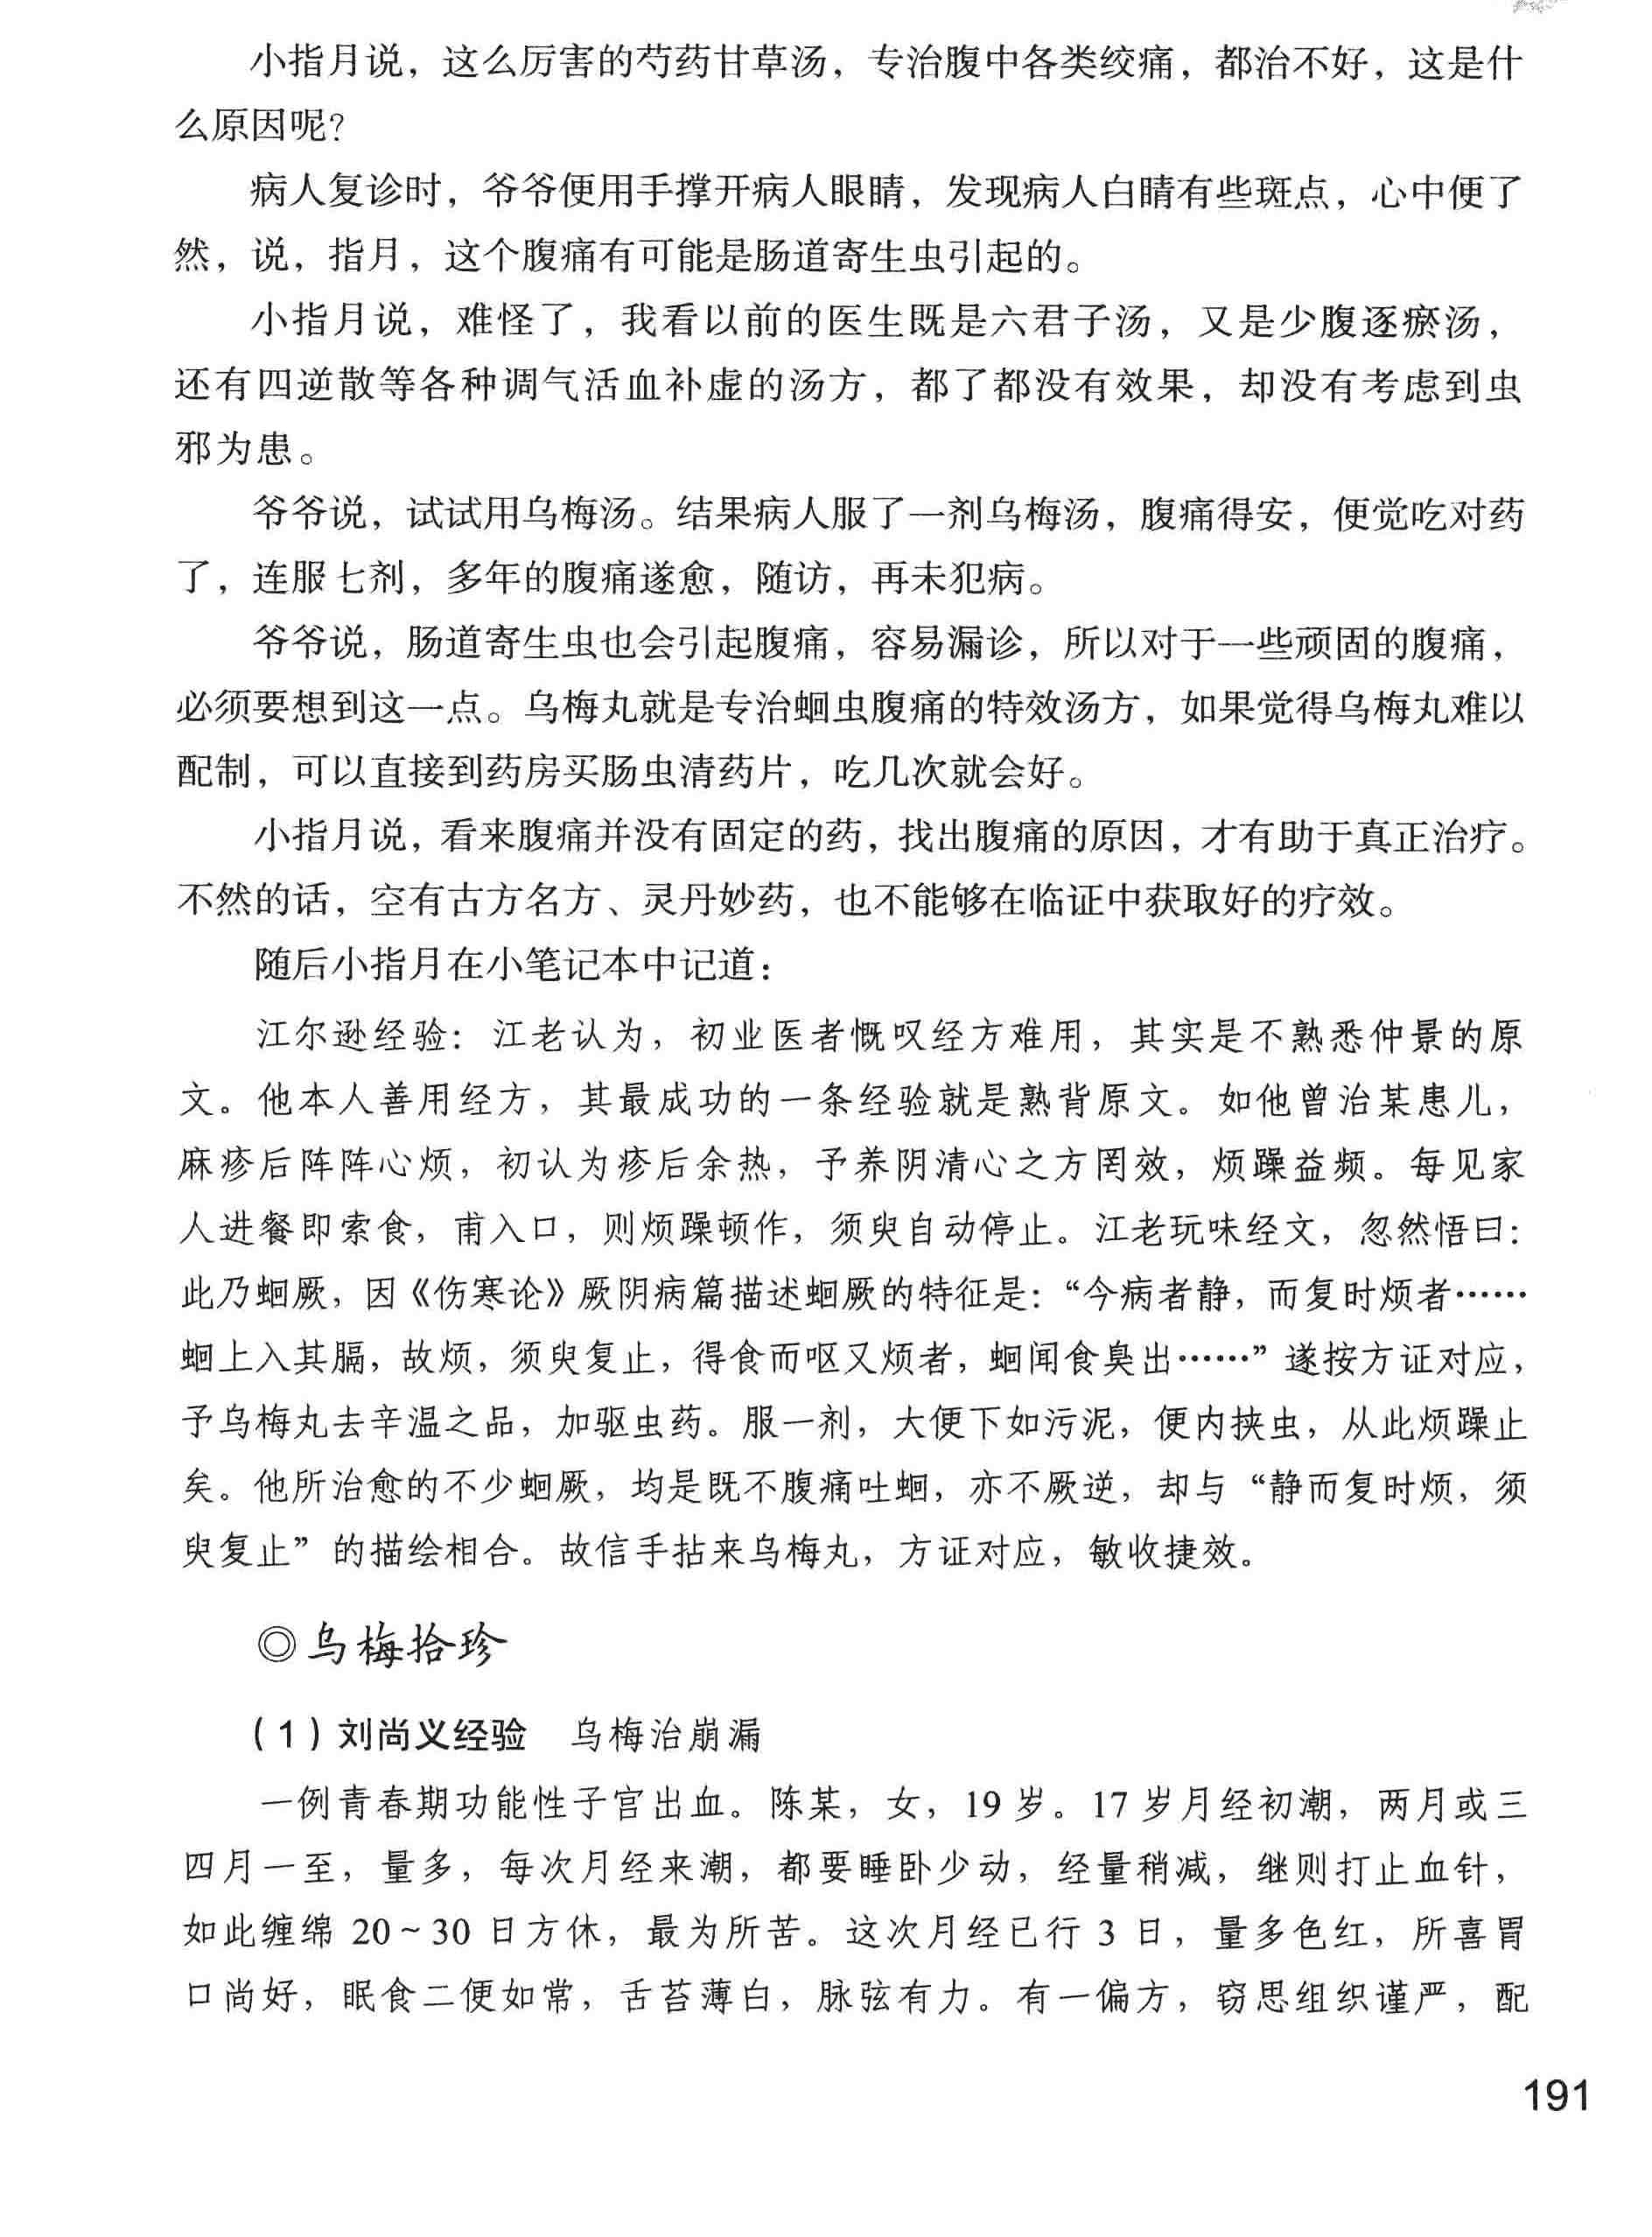 小指月说，这么厉害的芍药甘草汤，专治腹中各类绞痛，都治不好，这是什
么原因呢？
病人复诊时，爷爷便用手撑开病人眼睛，发现病人白睛有些斑点，心中便了
然，说，指月，这个腹痛有可能是肠道寄生虫引起的。
小指月说，难怪了，我看以前的医生既是六君子汤，又是少腹逐瘀汤，
还有四逆散等各种调气活血补虚的汤方，都了都没有效果，却没有考虑到虫
邪为患。
爷爷说，试试用乌梅汤。结果病人服了一剂乌梅汤，腹痛得安，便觉吃对药
了，连服七剂，多年的腹痛遂愈，随访，再未犯病。
爷爷说，肠道寄生虫也会引起腹痛，容易漏诊，所以对于一些顽固的腹痛，
必须要想到这一点。乌梅丸就是专治蛔虫腹痛的特效汤方，如果觉得乌梅丸难以
配制，可以直接到药房买肠虫清药片，吃几次就会好。
小指月说，看来腹痛并没有固定的药，找出腹痛的原因，才有助于真正治疗。
不然的话，空有古方名方、灵丹妙药，也不能够在临证中获取好的疗效。
随后小指月在小笔记本中记道：
江尔逊经验：江老认为，初业医者慨叹经方难用，其实是不熟悉仲景的原
文。他本人善用经方，其最成功的一条经验就是熟背原文。如他曾治某患儿，
麻疹后阵阵心烦，初认为疹后余热，予养阴清心之方罔效，烦躁益频。每见家
人进餐即索食，甫入口，则烦躁顿作，须臾自动停止。江老玩味经文，忽然悟曰：
此乃蛔厥，因《伤寒论》厥阴病篇描述蛔厥的特征是：“今病者静，而复时烦者……
蛔上入其膈，故烦，须臾复止，得食而呕又烦者，蛔闻食臭出……”遂按方证对应，
予乌梅丸去辛温之品，加驱虫药。服一剂，大便下如污泥，便内挟虫，从此烦躁止
矣。他所治愈的不少蛔厥，均是既不腹痛吐蛔，亦不厥逆，却与“静而复时烦，须
臾复止”的描绘相合。故信手拈来乌梅丸，方证对应，敏收捷效。
◎乌梅拾珍
（1）刘尚义经验　乌梅治崩漏
一例青春期功能性子宫出血。陈某，女，19 岁。17 岁月经初潮，两月或三
四月一至，量多，每次月经来潮，都要睡卧少动，经量稍减，继则打止血针，
如此缠绵 20～30 日方休，最为所苦。这次月经已行 3 日，量多色红，所喜胃
口尚好，眠食二便如常，舌苔薄白，脉弦有力。有一偏方，窃思组织谨严，配
191